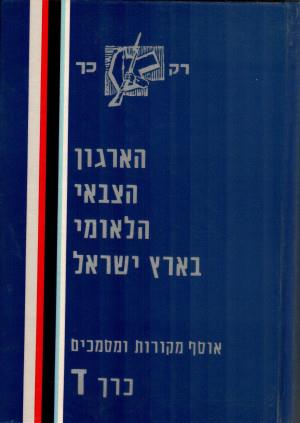 רק כך
הארגון
הצבאי
הלאומי
בארץ ישראל
אוסף מקורות ומסמכים
כרך ד